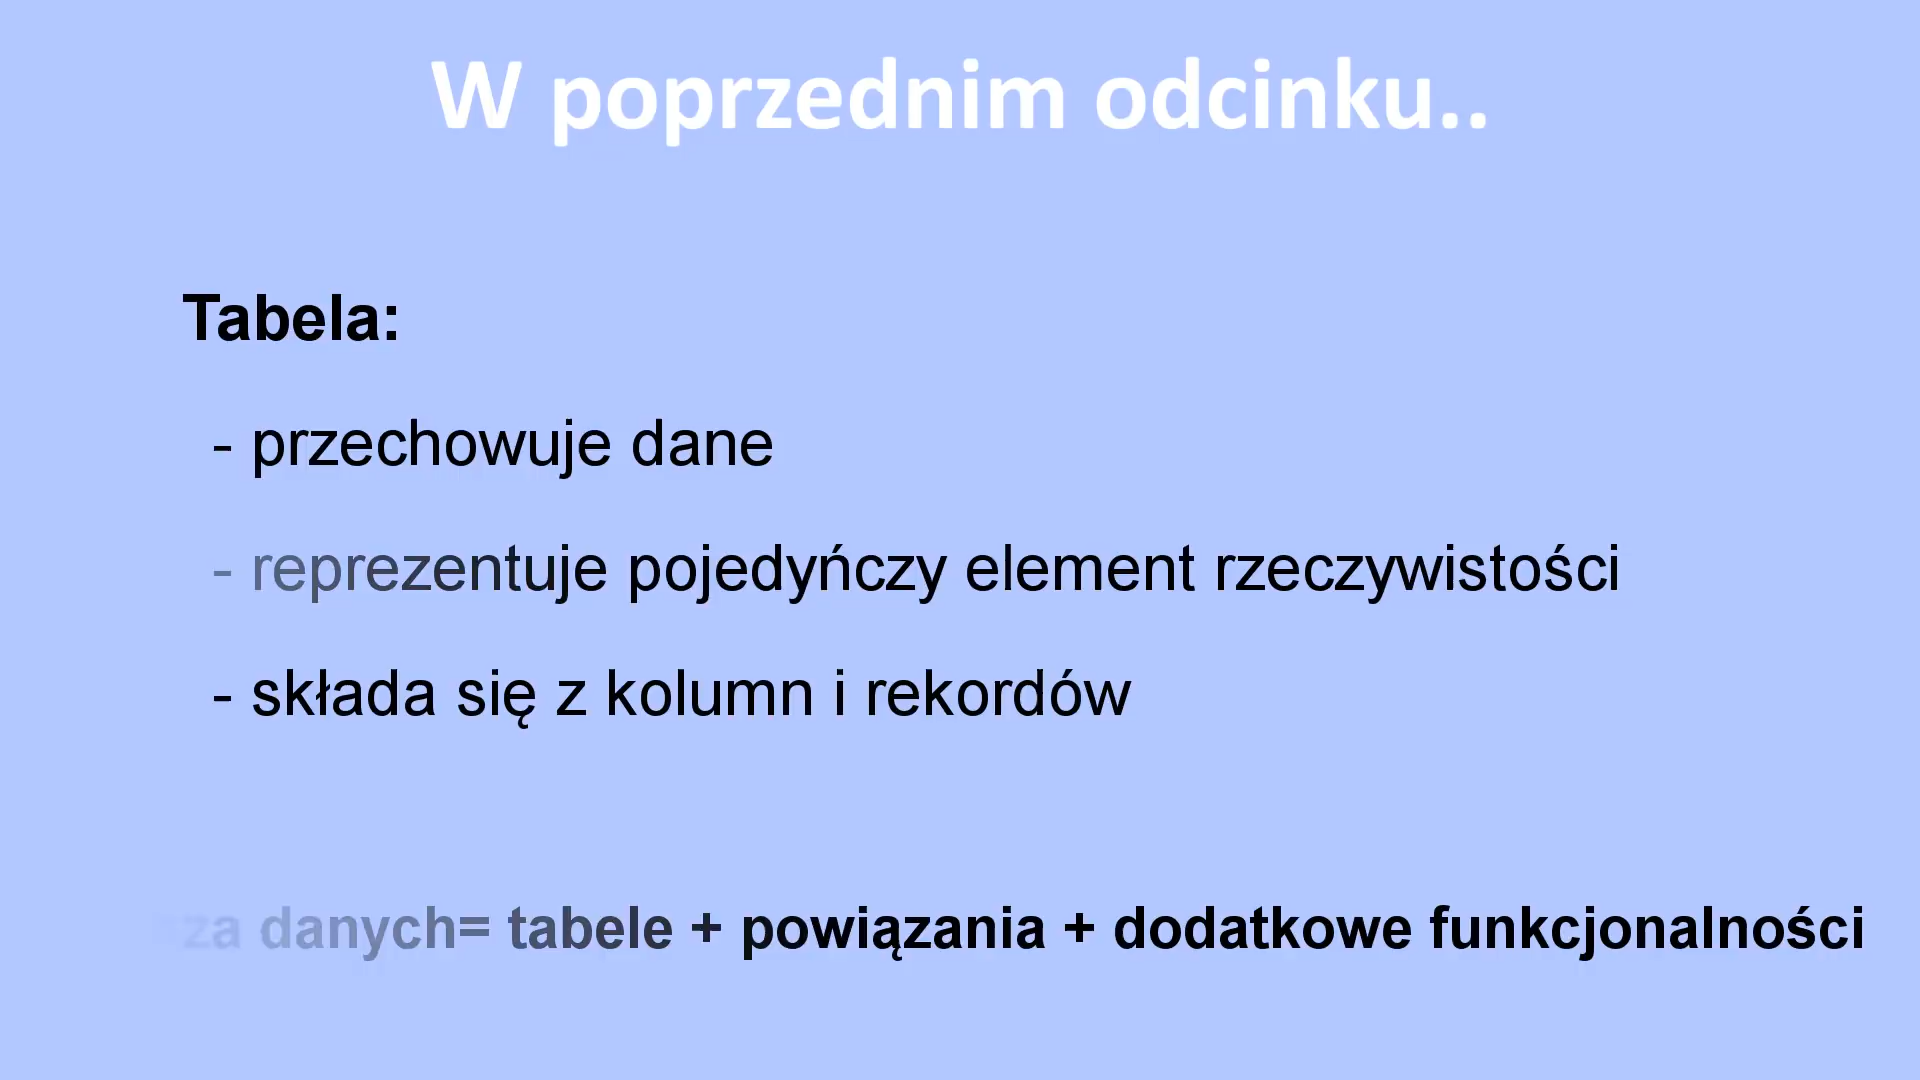 W poprzednim odcinku..
Tabela:
- przechowuje dane
- reprezentuje pojedyńczy element rzeczywistości
- składa się z kolumn i rekordów
danych= tabele + powiązania + dodatkowe funkcjonalności